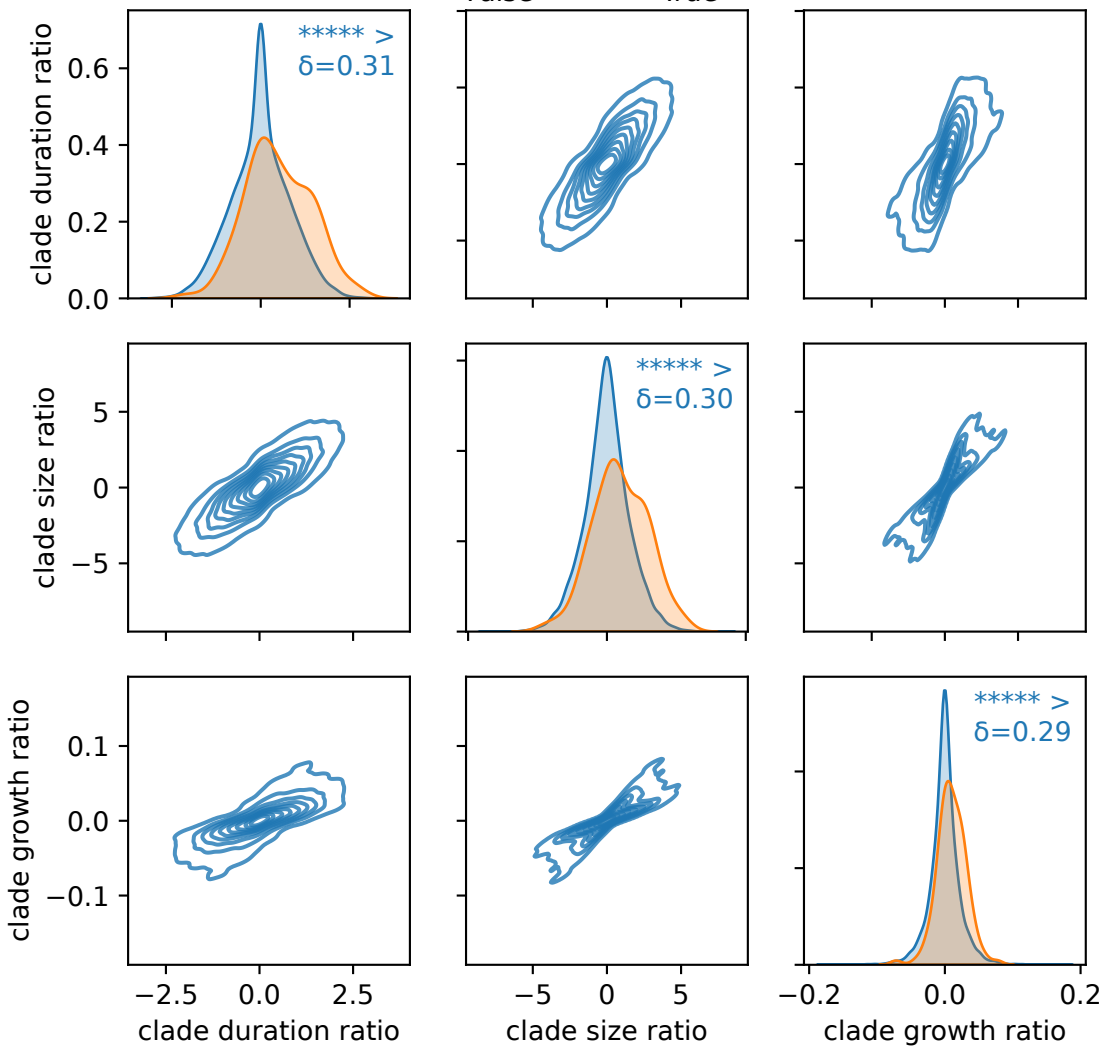 False True
***** >
δ=0.31
clade duration ratio
0.6
0.4
0.2
0.0
***** >
δ=0.30
clade size ratio
5
0
−5
***** >
δ=0.29
clade growth ratio
0.1
0.0
−0.1
−2.5 0.0 2.5 −5 0 5 −0.2 0.0 0.2
clade duration ratio clade size ratio clade growth ratio